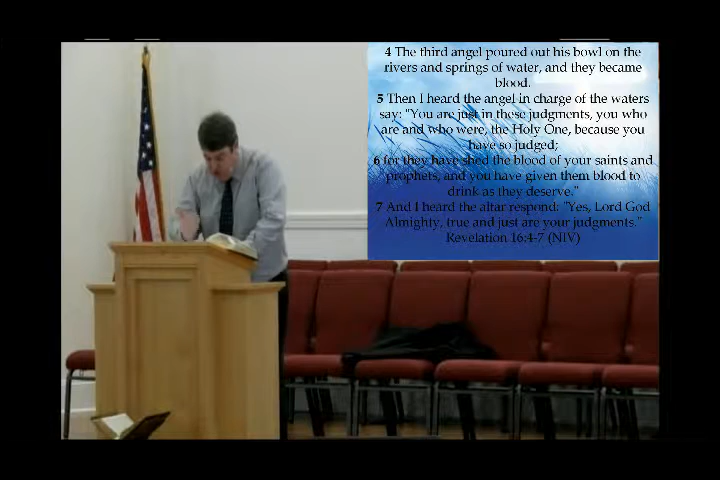 4 The third angel poured out his bowl on the
rivers and springs of water, and they became
blood.
5 Then I heard the angel in charge of the waters
say: "You are just in these judgments, you who
are and who were, the Holy One, because you
have so judged;
6 for they have shed the blood of your saints and
prophets, and you have given them blood to
drink as they deserve."
7 And I heard the altar respond: "Yes, Lord God
Almighty, true and just are your judgments."
Revelation 16:4-7 (NIV)